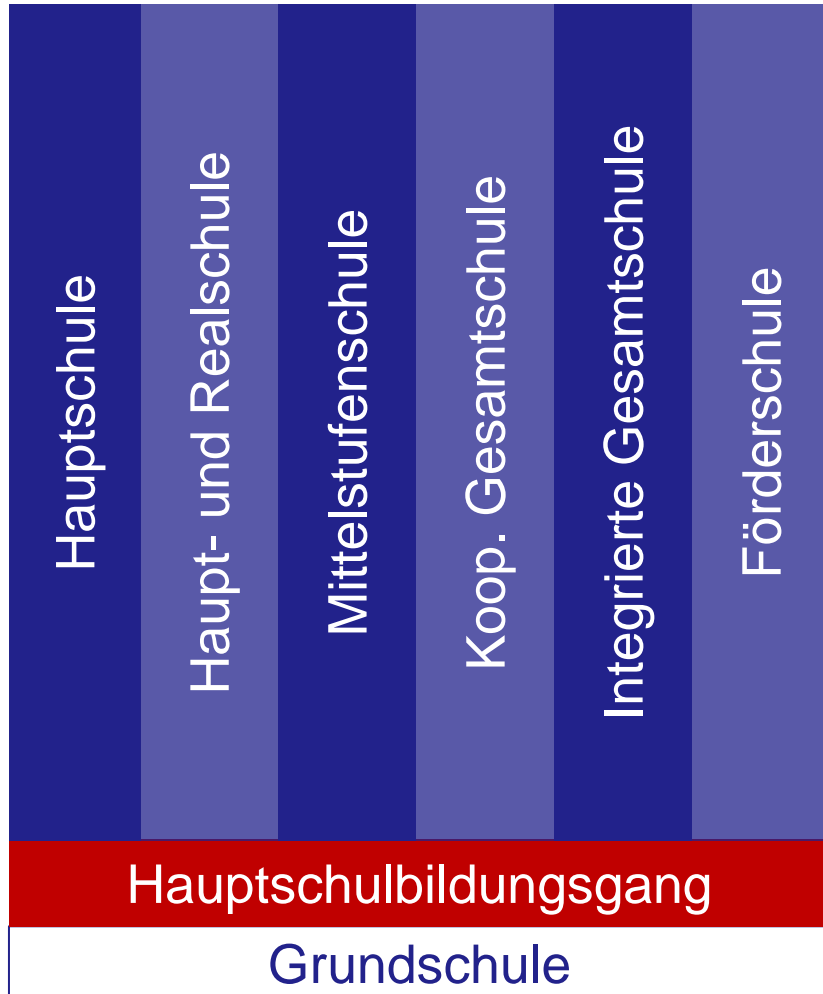 Hauptschule
Haupt- und Realschule
Mittelstufenschule
Koop. Gesamtschule
Integrierte Gesamtschule
Förderschule
Hauptschulbildungsgang
Grundschule